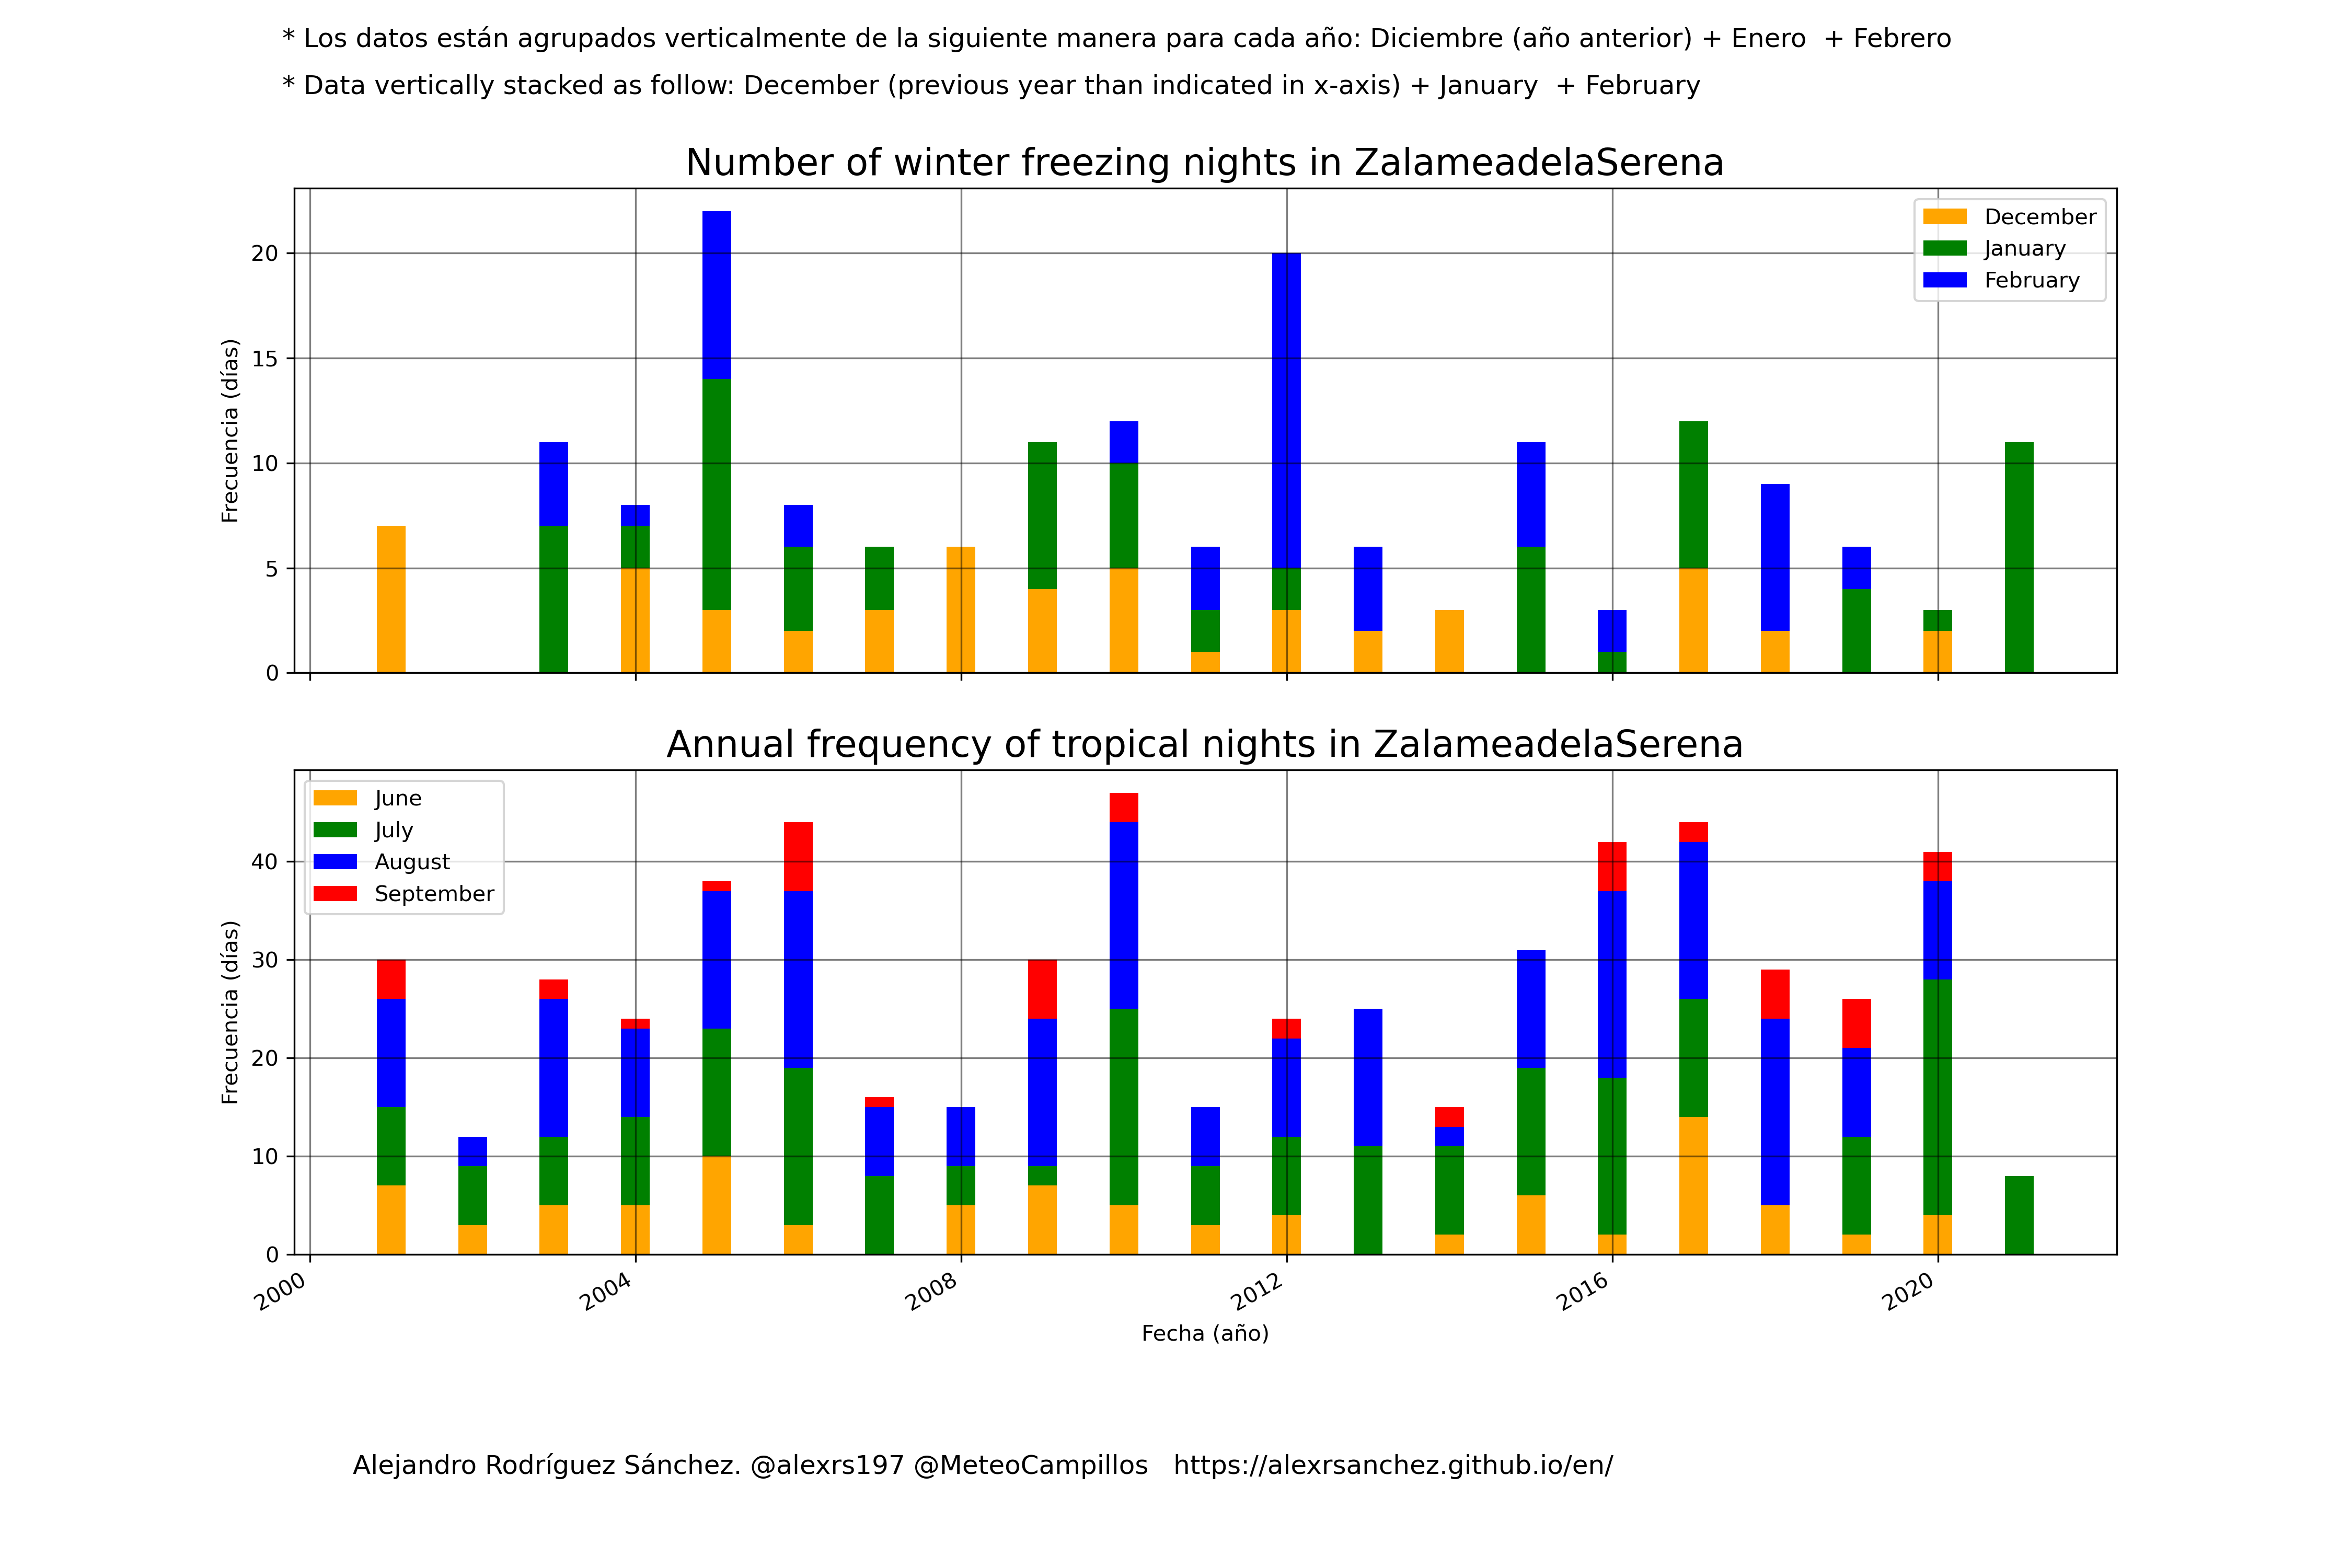 * Los datos están agrupados verticalmente de la siguiente manera para cada año: Diciembre (año anterior) + Enero  + Febrero
* Data vertically stacked as follow: December (previous year than indicated in x-axis) + January  + February
Number of winter freezing nights in ZalameadelaSerena
Frecuencia (días)
20
15
10
5
0
December
January
February
Annual frequency of tropical nights in ZalameadelaSerena
Frecuencia (días)
40
30
20
10
0
June
July
August
September
2000
2004
2008
2012
2016
2020
Fecha (año)
Alejandro Rodríguez Sánchez. @alexrs197 @MeteoCampillos   https://alexrsanchez.github.io/en/